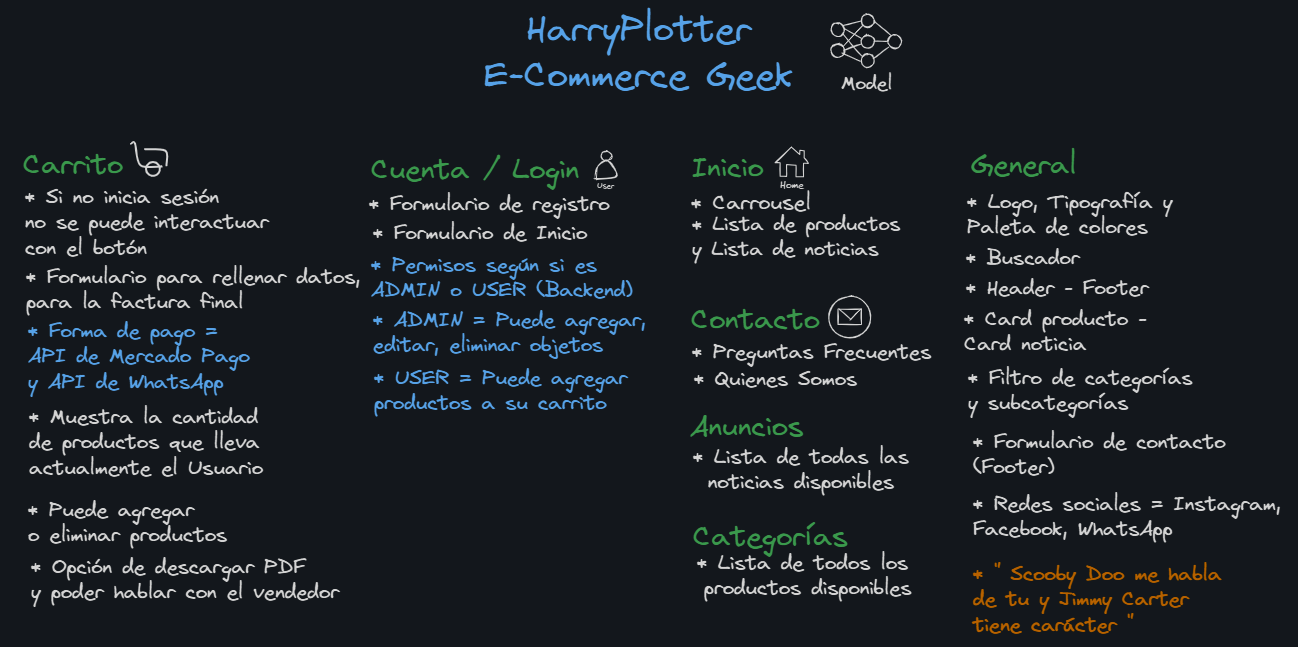 HarryPlotter
E-Commerce Geek
Model
Carrito
* Si no inicia sesión
no se puede interactuar
con el botón
* Formulario para rellenar datos,
para la factura final
* Forma de pago =
API de Mercado Pago
y API de WhatsApp
* Muestra la cantidad
de productos que lleva
actualmente el Usuario
* Puede agregar
o eliminar productos
* Opción de descargar PDF
y poder hablar con el vendedor
Cuenta / Login
User
* Formulario de registro
* Formulario de Inicio
* Permisos según si es
ADMIN o USER (Backend)
* ADMIN = Puede agregar,
editar, eliminar objetos
* USER = Puede agregar
productos a su carrito
Inicio
Home
* Carrousel
* Lista de productos
y Lista de noticias
Contacto
* Preguntas Frecuentes
* Quienes Somos
Anuncios
* Lista de todas las
noticias disponibles
Categorías
* Lista de todos los
productos disponibles
General
* Logo, Tipografía y
Paleta de colores
* Buscador
* Header - Footer
* Card producto -
Card noticia
* Filtro de categorías
y subcategorías
* Formulario de contacto
(Footer)
* Redes sociales = Instagram,
Facebook, WhatsApp
* " Scooby Doo me habla
de tu y Jimmy Carter
tiene carácter "